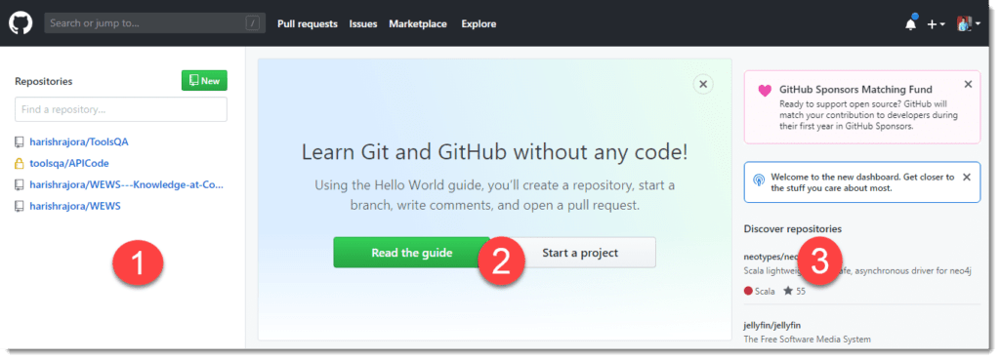 Search or jump to...
/
Pull requests
Issues
Marketplace
Explore
Repositories
New
Find a repository...
harishrajora/ToolsQA
toolsqa/APICode
harishrajora/WEWS---Knowledge-at-Co...
harishrajora/WEWS
1
Learn Git and GitHub without any code!
Using the Hello World guide, you'll create a repository, start a
branch, write comments, and open a pull request.
Read the guide
2
Start a project
GitHub Sponsors Matching Fund
Ready to support open source? GitHub will
match your contribution to developers during
their first year in GitHub Sponsors.
Welcome to the new dashboard. Get closer to
the stuff you care about most.
Discover repositories
neotypes/
3
Scala lightweight, asynchronous driver for neo4j
Scala
55
jellyfin/jellyfin
The Free Software Media System